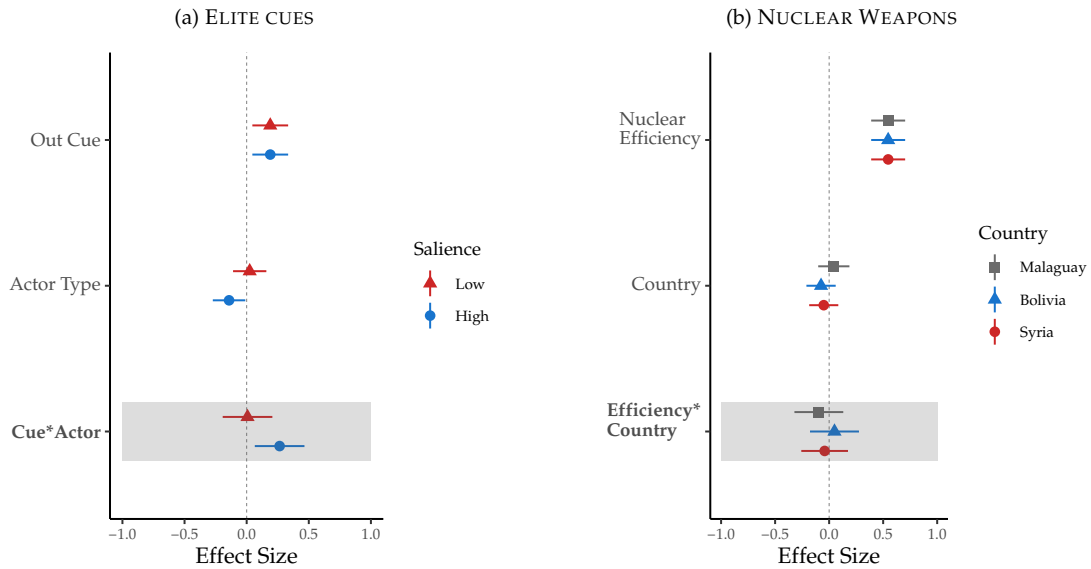 (a) ELITE CUES
Out Cue
Actor Type
Cue*Actor
−1.0 −0.5 0.0 0.5 1.0
Effect Size
Salience
Low
High
(b) NUCLEAR WEAPONS
Nuclear
Efficiency
Country
Efficiency*
Country
−1.0 −0.5 0.0 0.5 1.0
Effect Size
Country
Malaguay
Bolivia
Syria